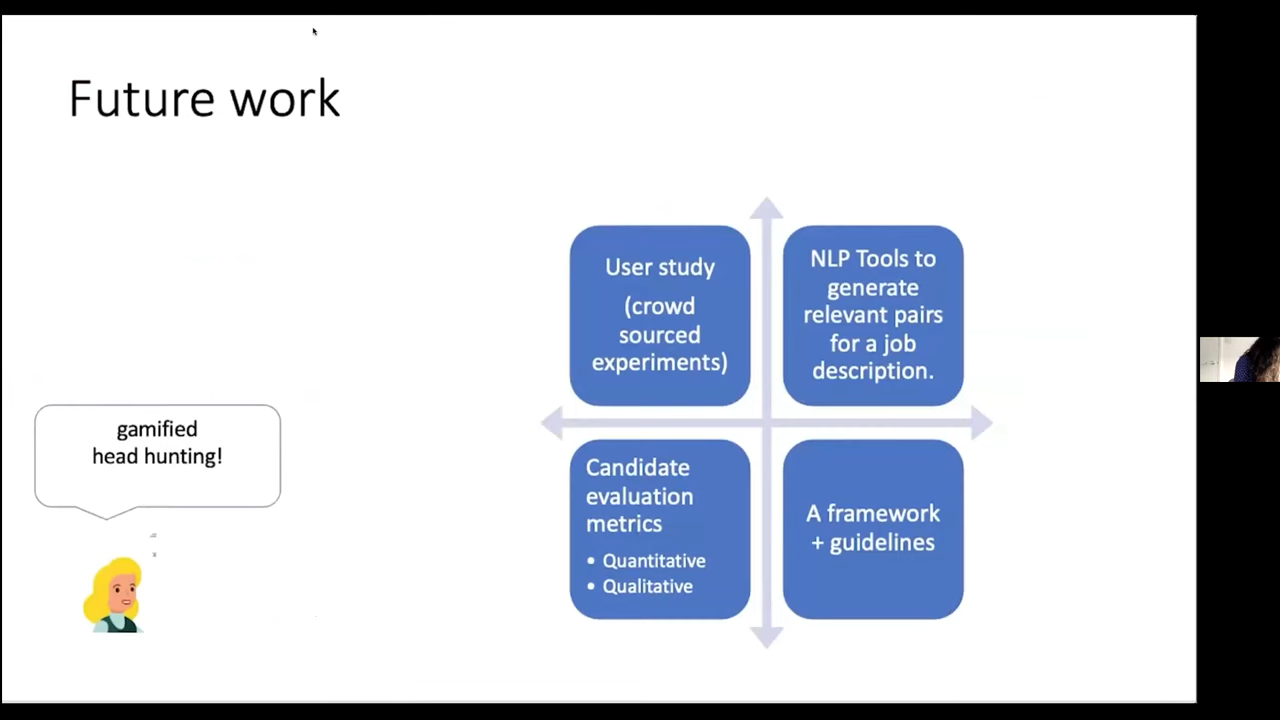 Future work
User study
(crowd
sourced
experiments)
NLP Tools to
generate
relevant pairs
for a job
description.
gamified
head hunting!
Candidate
evaluation
metrics
• Quantitative
• Qualitative
A framework
+ guidelines